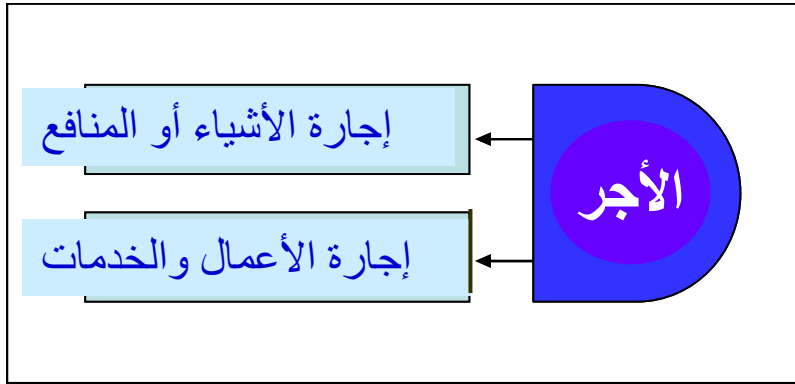 الأجر
إجارة الأشياء أو المنافع
إجارة الأعمال والخدمات